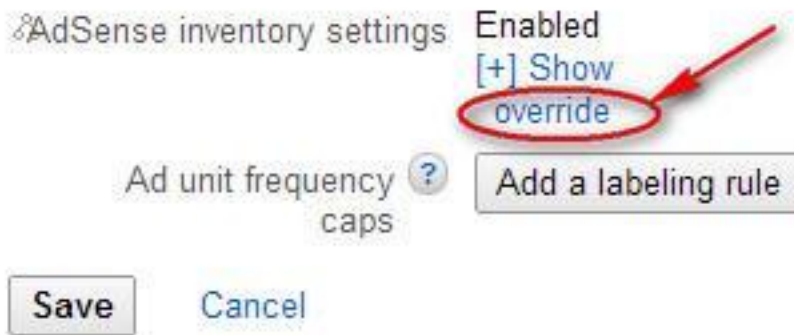 AdSense inventory settings Enabled
[+] Show
override
Ad unit frequency ? Add a labeling rule
caps
Save Cancel